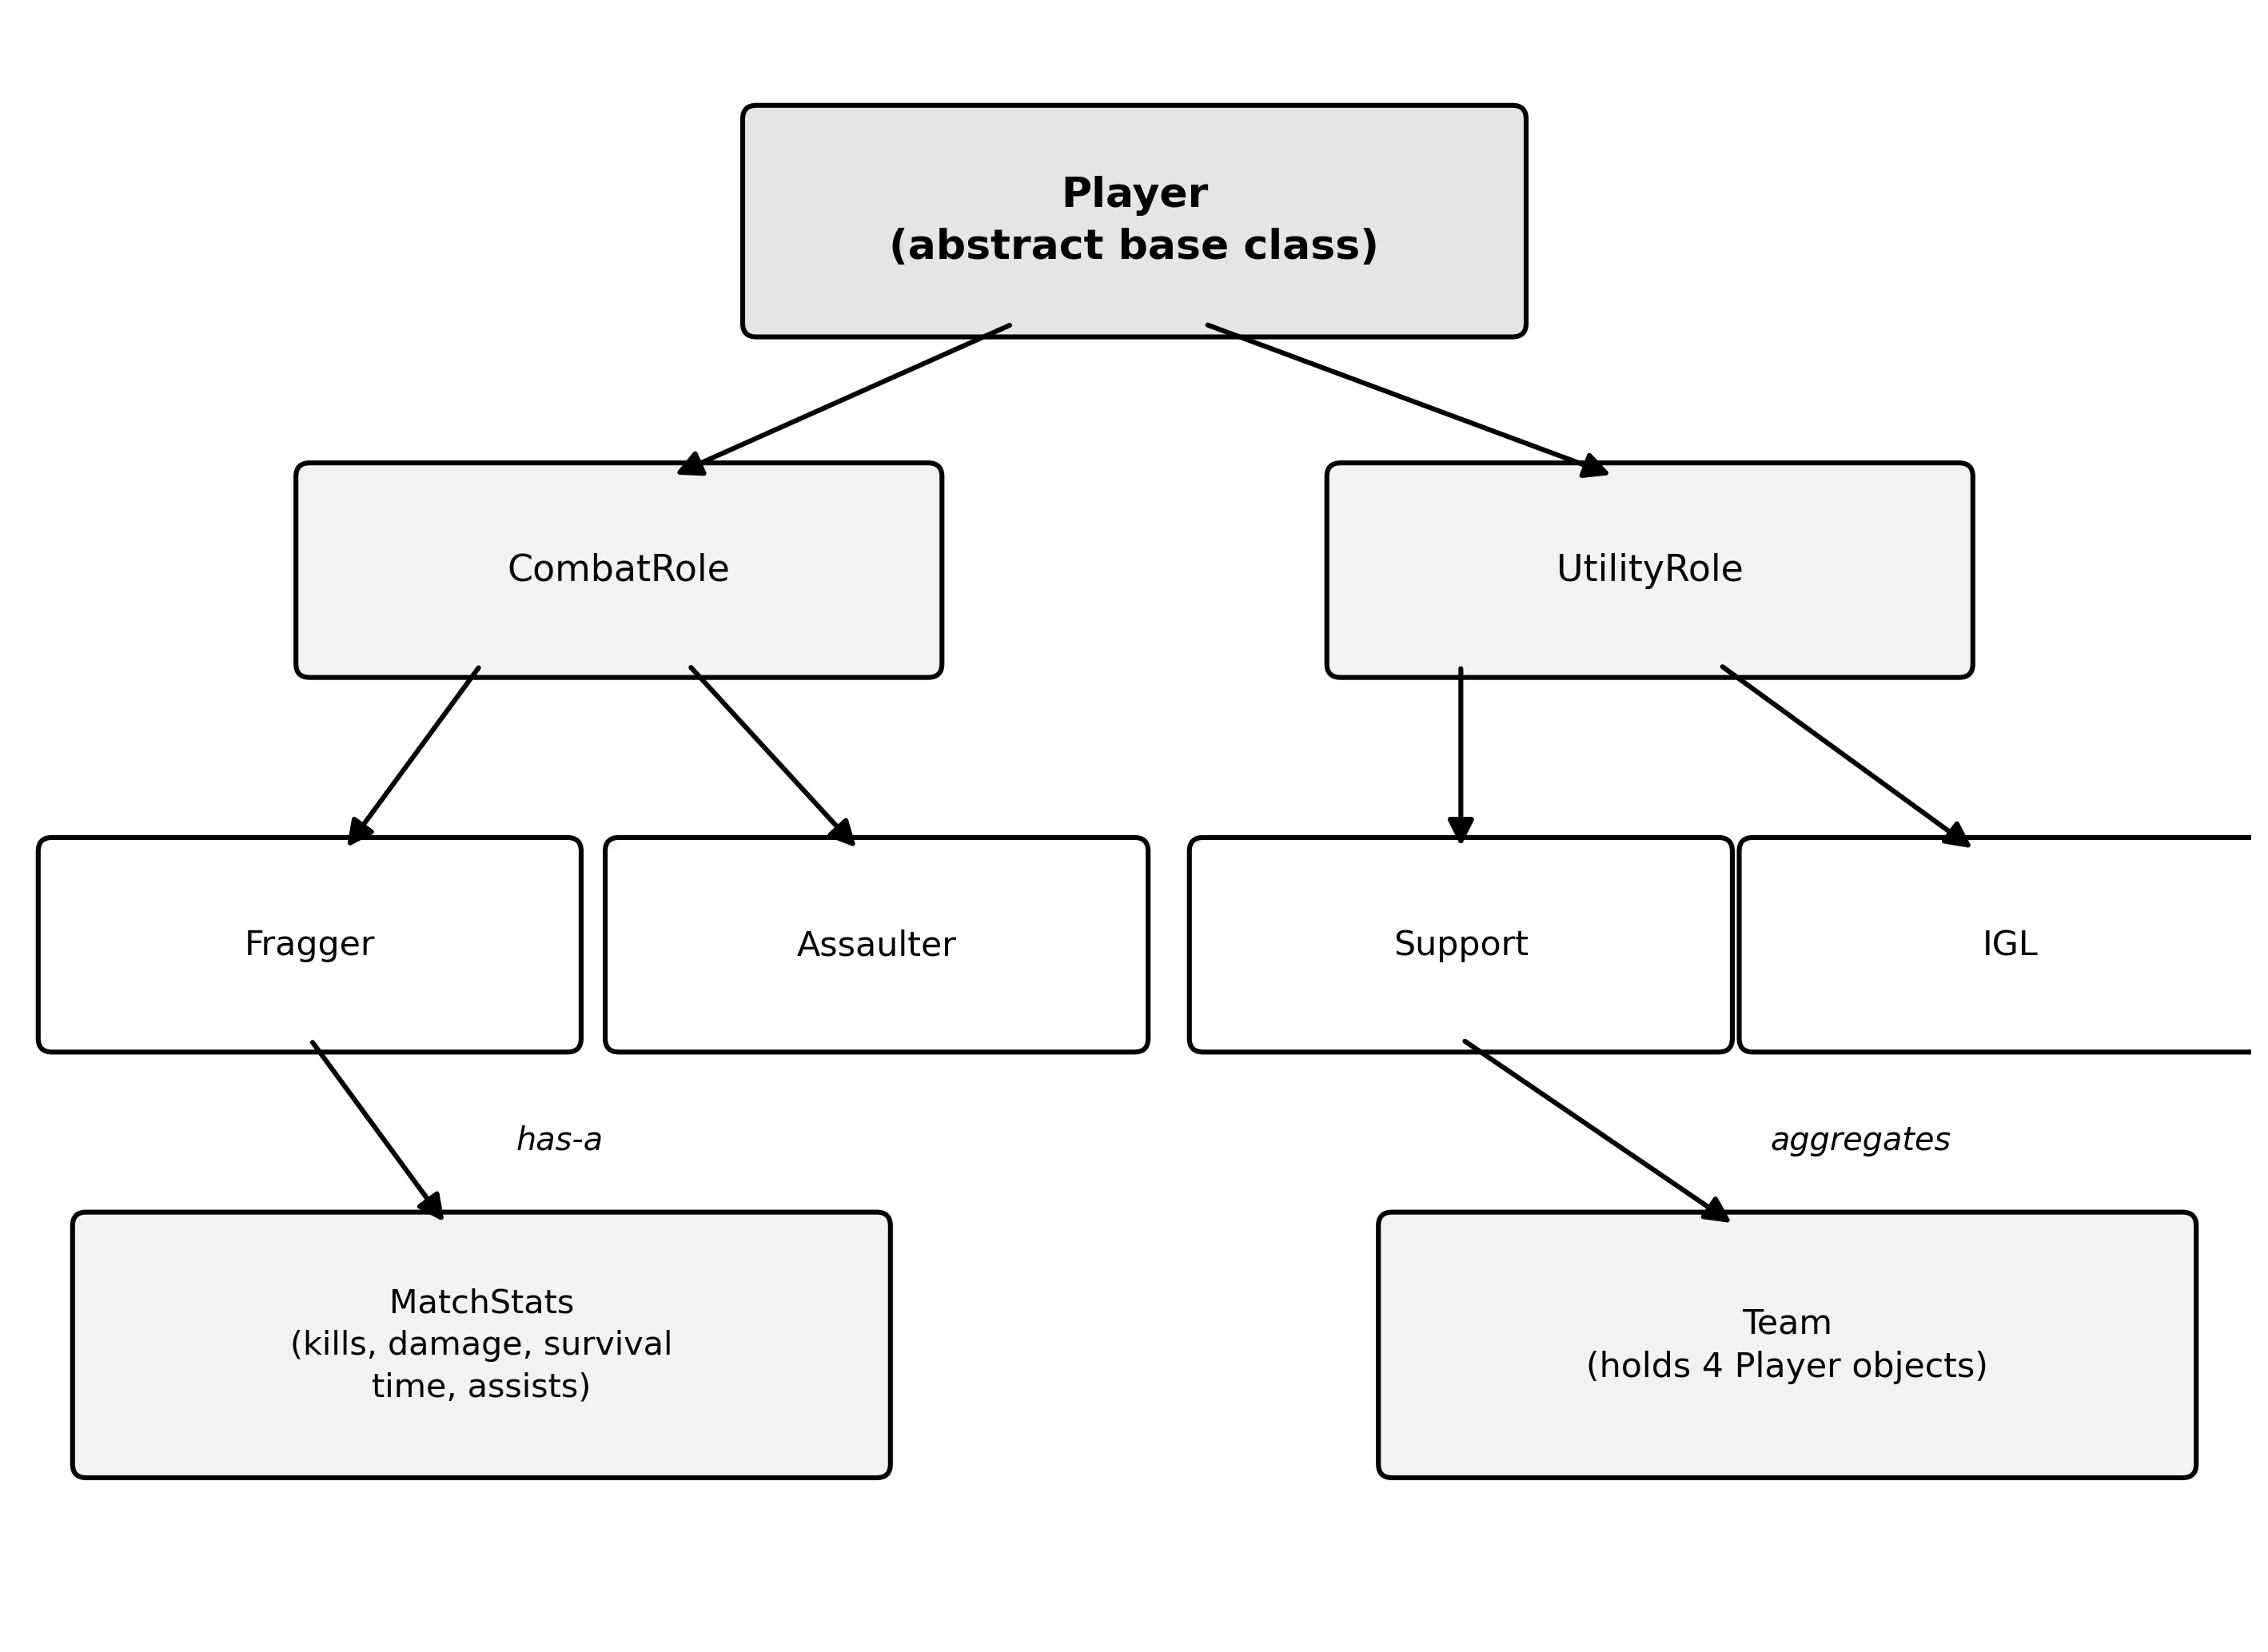 Player
(abstract base class)
CombatRole
UtilityRole
Fragger
Assaulter
Support
IGL
has-a
aggregates
MatchStats
(kills, damage, survival
time, assists)
Team
(holds 4 Player objects)